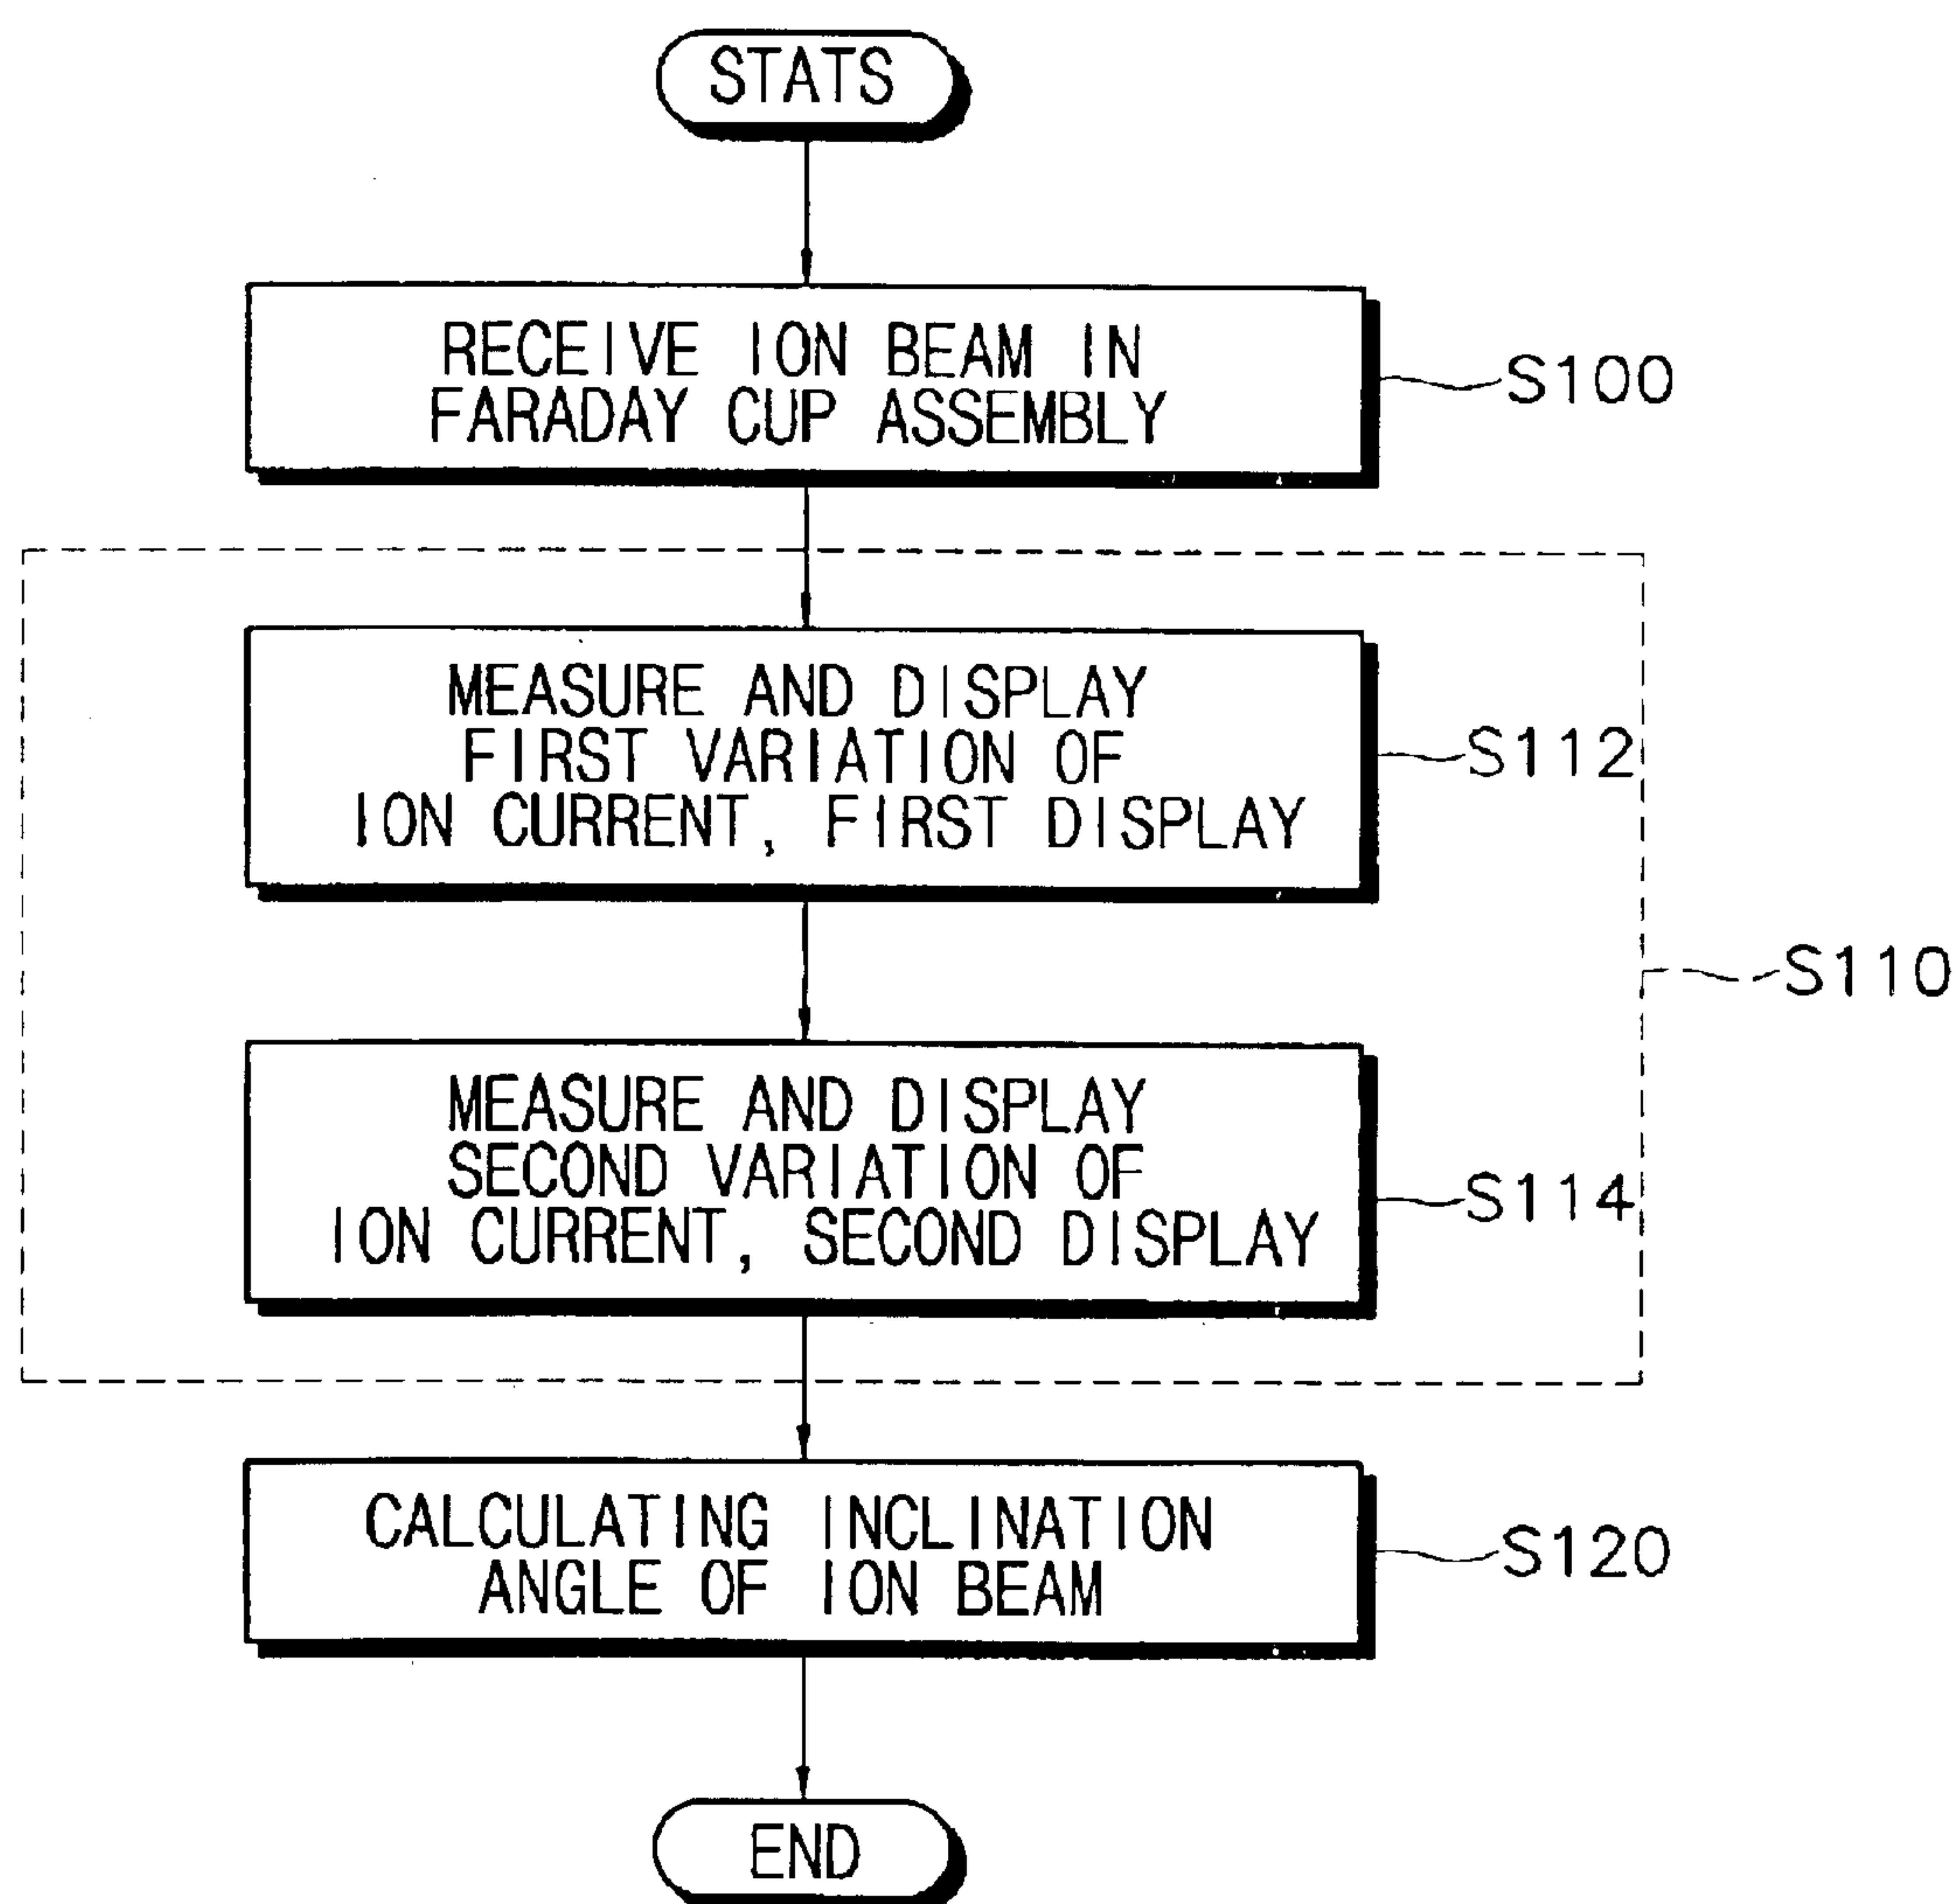 STATS
RECEIVE ION BEAM IN
FARADAY CUP ASSEMBLY
S100
MEASURE AND DISPLAY
FIRST VARIATION OF
ION CURRENT, FIRST DISPLAY
S112
S110
MEASURE AND DISPLAY
SECOND VARIATION OF
ION CURRENT, SECOND DISPLAY
S114
CALCULATING INCLINATION
ANGLE OF ION BEAM
S120
END